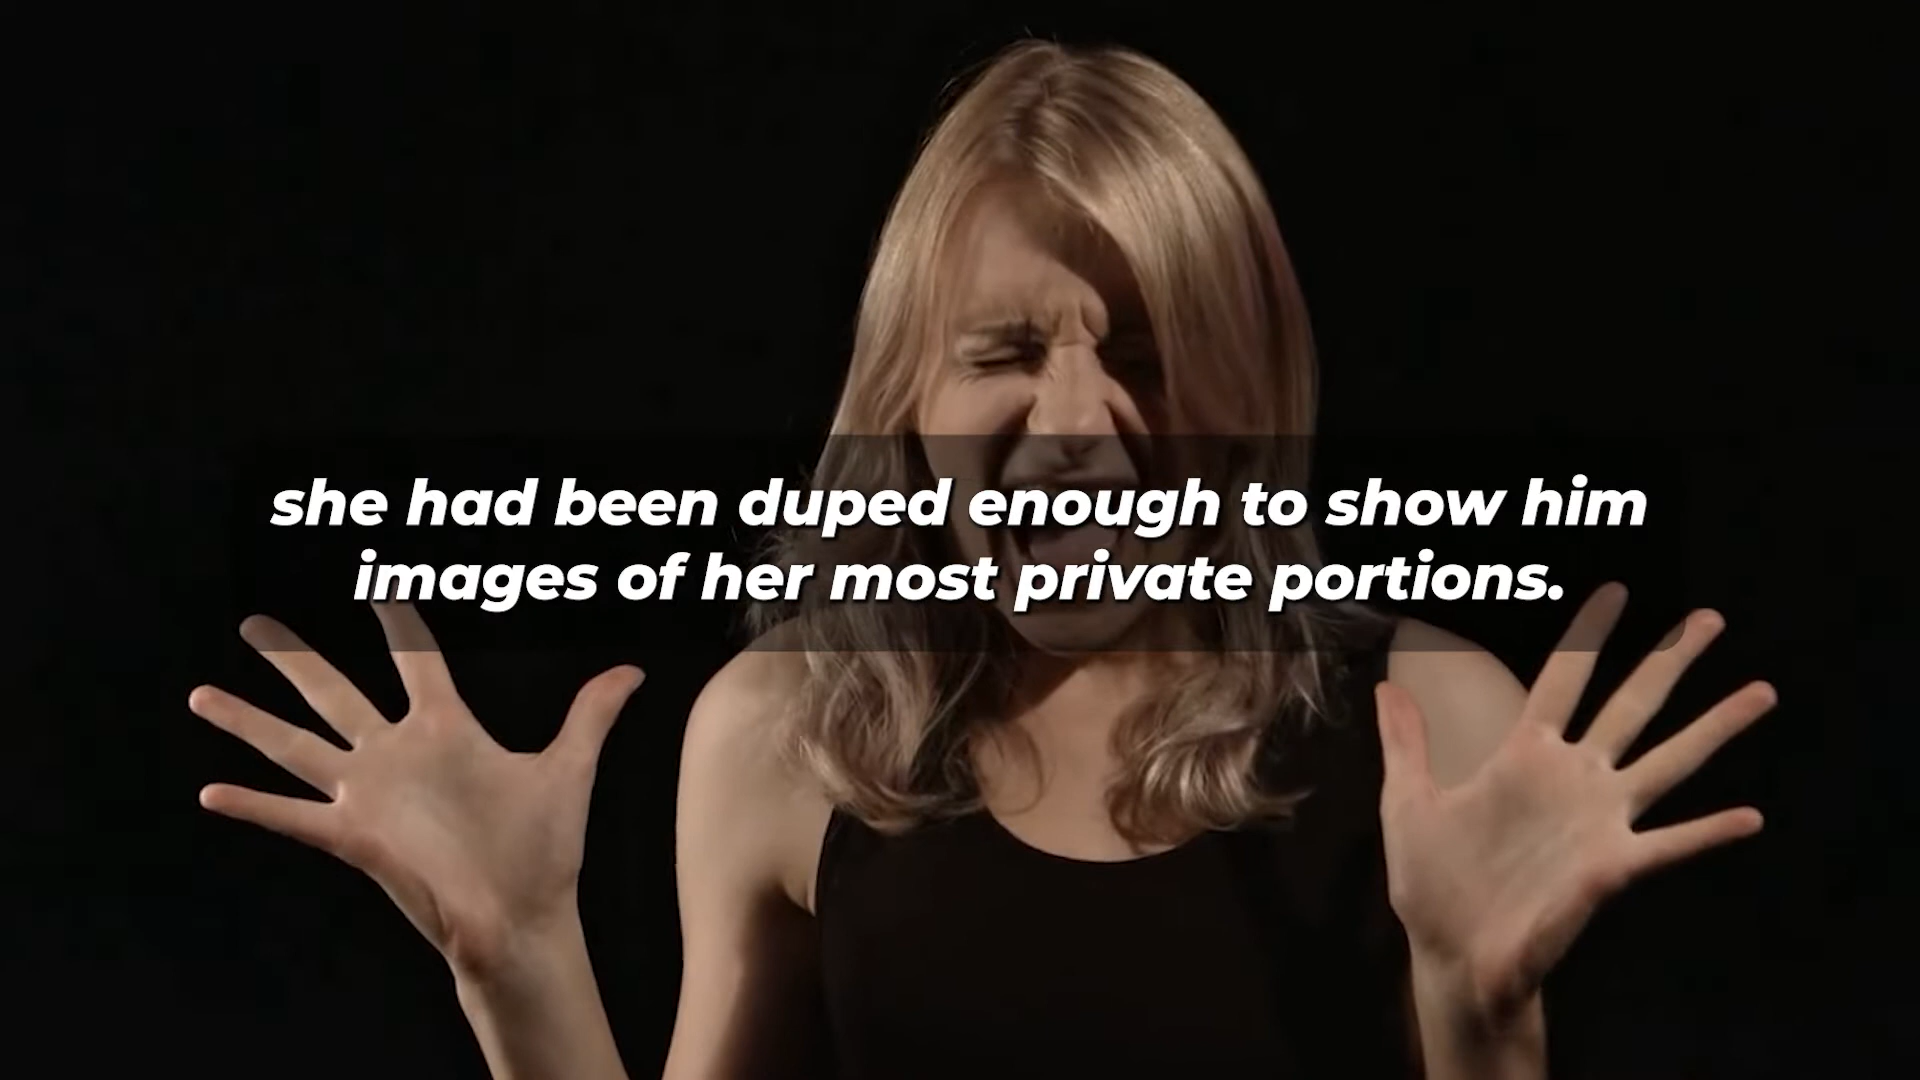 she had been duped enough to show him
images of her most private portions.